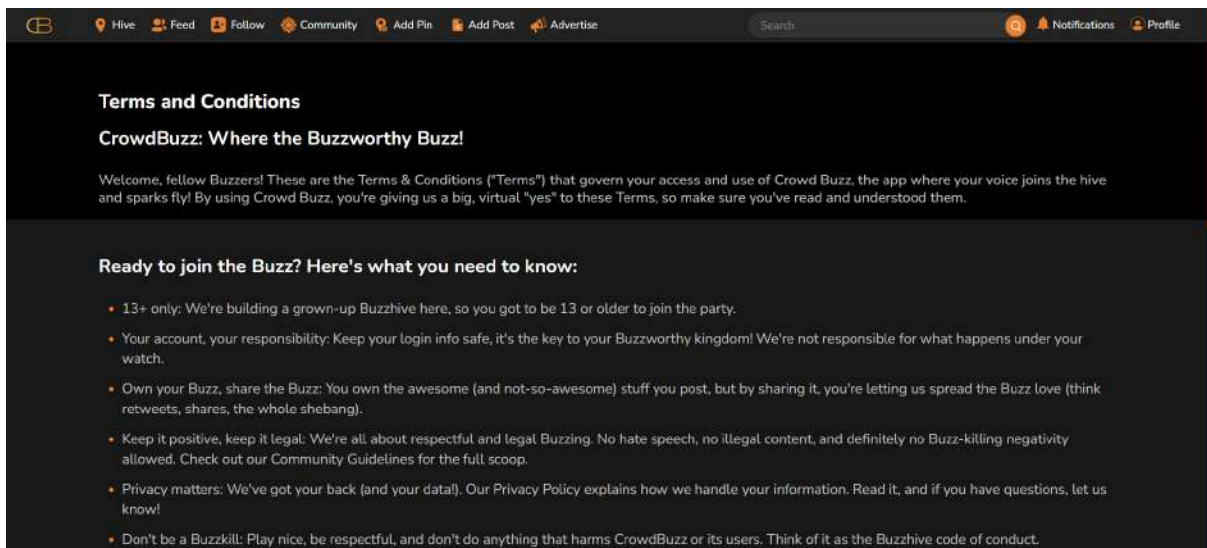 CB Hive Feed Follow Community Add Pin Add Post Advertise Search Notifications Profile
Terms and Conditions
CrowdBuzz: Where the Buzzworthy Buzz!
Welcome, fellow Buzzers! These are the Terms & Conditions ("Terms") that govern your access and use of Crowd Buzz, the app where your voice joins the hive
and sparks fly! By using Crowd Buzz, you're giving us a big, virtual "yes" to these Terms, so make sure you've read and understood them.
Ready to join the Buzz? Here's what you need to know:
• 13+ only: We're building a grown-up Buzzhive here, so you got to be 13 or older to join the party.
• Your account, your responsibility: Keep your login info safe, it's the key to your Buzzworthy kingdom! We're not responsible for what happens under your
watch.
• Own your Buzz, share the Buzz: You own the awesome (and not-so-awesome) stuff you post, but by sharing it, you're letting us spread the Buzz love (think
retweets, shares, the whole shebang).
• Keep it positive, keep it legal: We're all about respectful and legal Buzzing. No hate speech, no illegal content, and definitely no Buzz-killing negativity
allowed. Check out our Community Guidelines for the full scoop.
• Privacy matters: We've got your back (and your data!). Our Privacy Policy explains how we handle your information. Read it, and if you have questions, let us
know!
• Don't be a Buzzkill: Play nice, be respectful, and don't do anything that harms CrowdBuzz or its users. Think of it as the Buzzhive code of conduct.